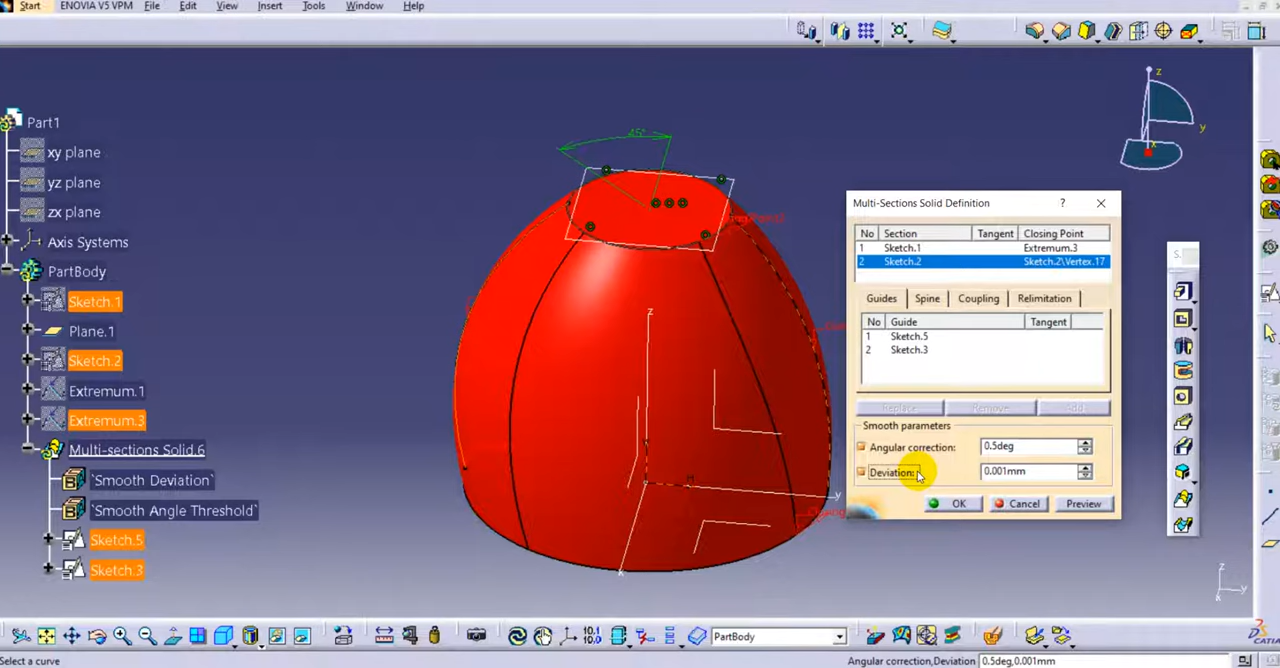 Start ENOVIA V5 VPM File Edit View Insert Tools Window Help
Part1
xy plane
yz plane
zx plane
Axis Systems
PartBody
Sketch.1
Plane.1
Sketch.2
Extremum.1
Extremum.3
Multi-sections Solid.6
`Smooth Deviation`
`Smooth Angle Threshold`
Sketch.5
Sketch.3
45°
z
y
x
z
y
x
H
Multi-Sections Solid Definition ?
No Section Tangent Closing Point
1 Sketch.1 Extremum.3
2 Sketch.2 Sketch.2\Vertex.17
Guides Spine Coupling Relimitation
No Guide Tangent
1 Sketch.5
2 Sketch.3
Replace Remove Add
Smooth parameters
Angular correction: 0.5deg
Deviation: 0.001mm
OK Cancel Preview
S...
Closing
z
y
x
10.1
PartBody
CATIA
Select a curve
Angular correction,Deviation 0.5deg,0.001mm